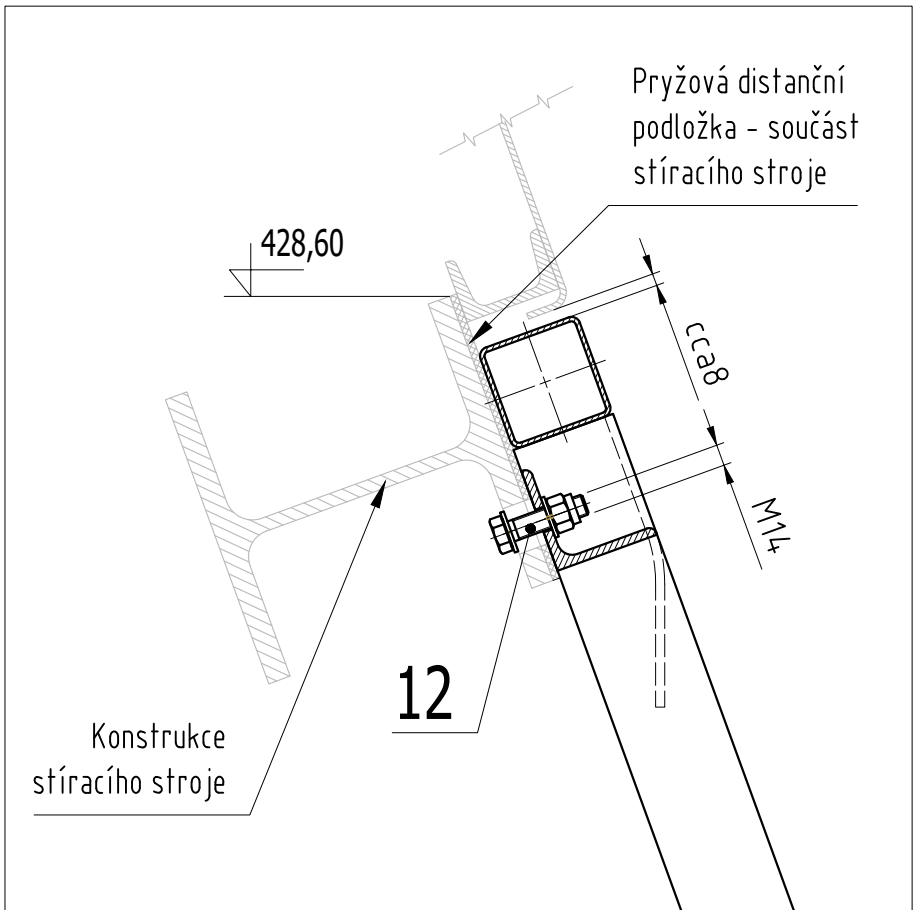 Pryžová distanční
podložka - součást
stíracího stroje
428,60
cca8
M14
12
Konstrukce
stíracího stroje